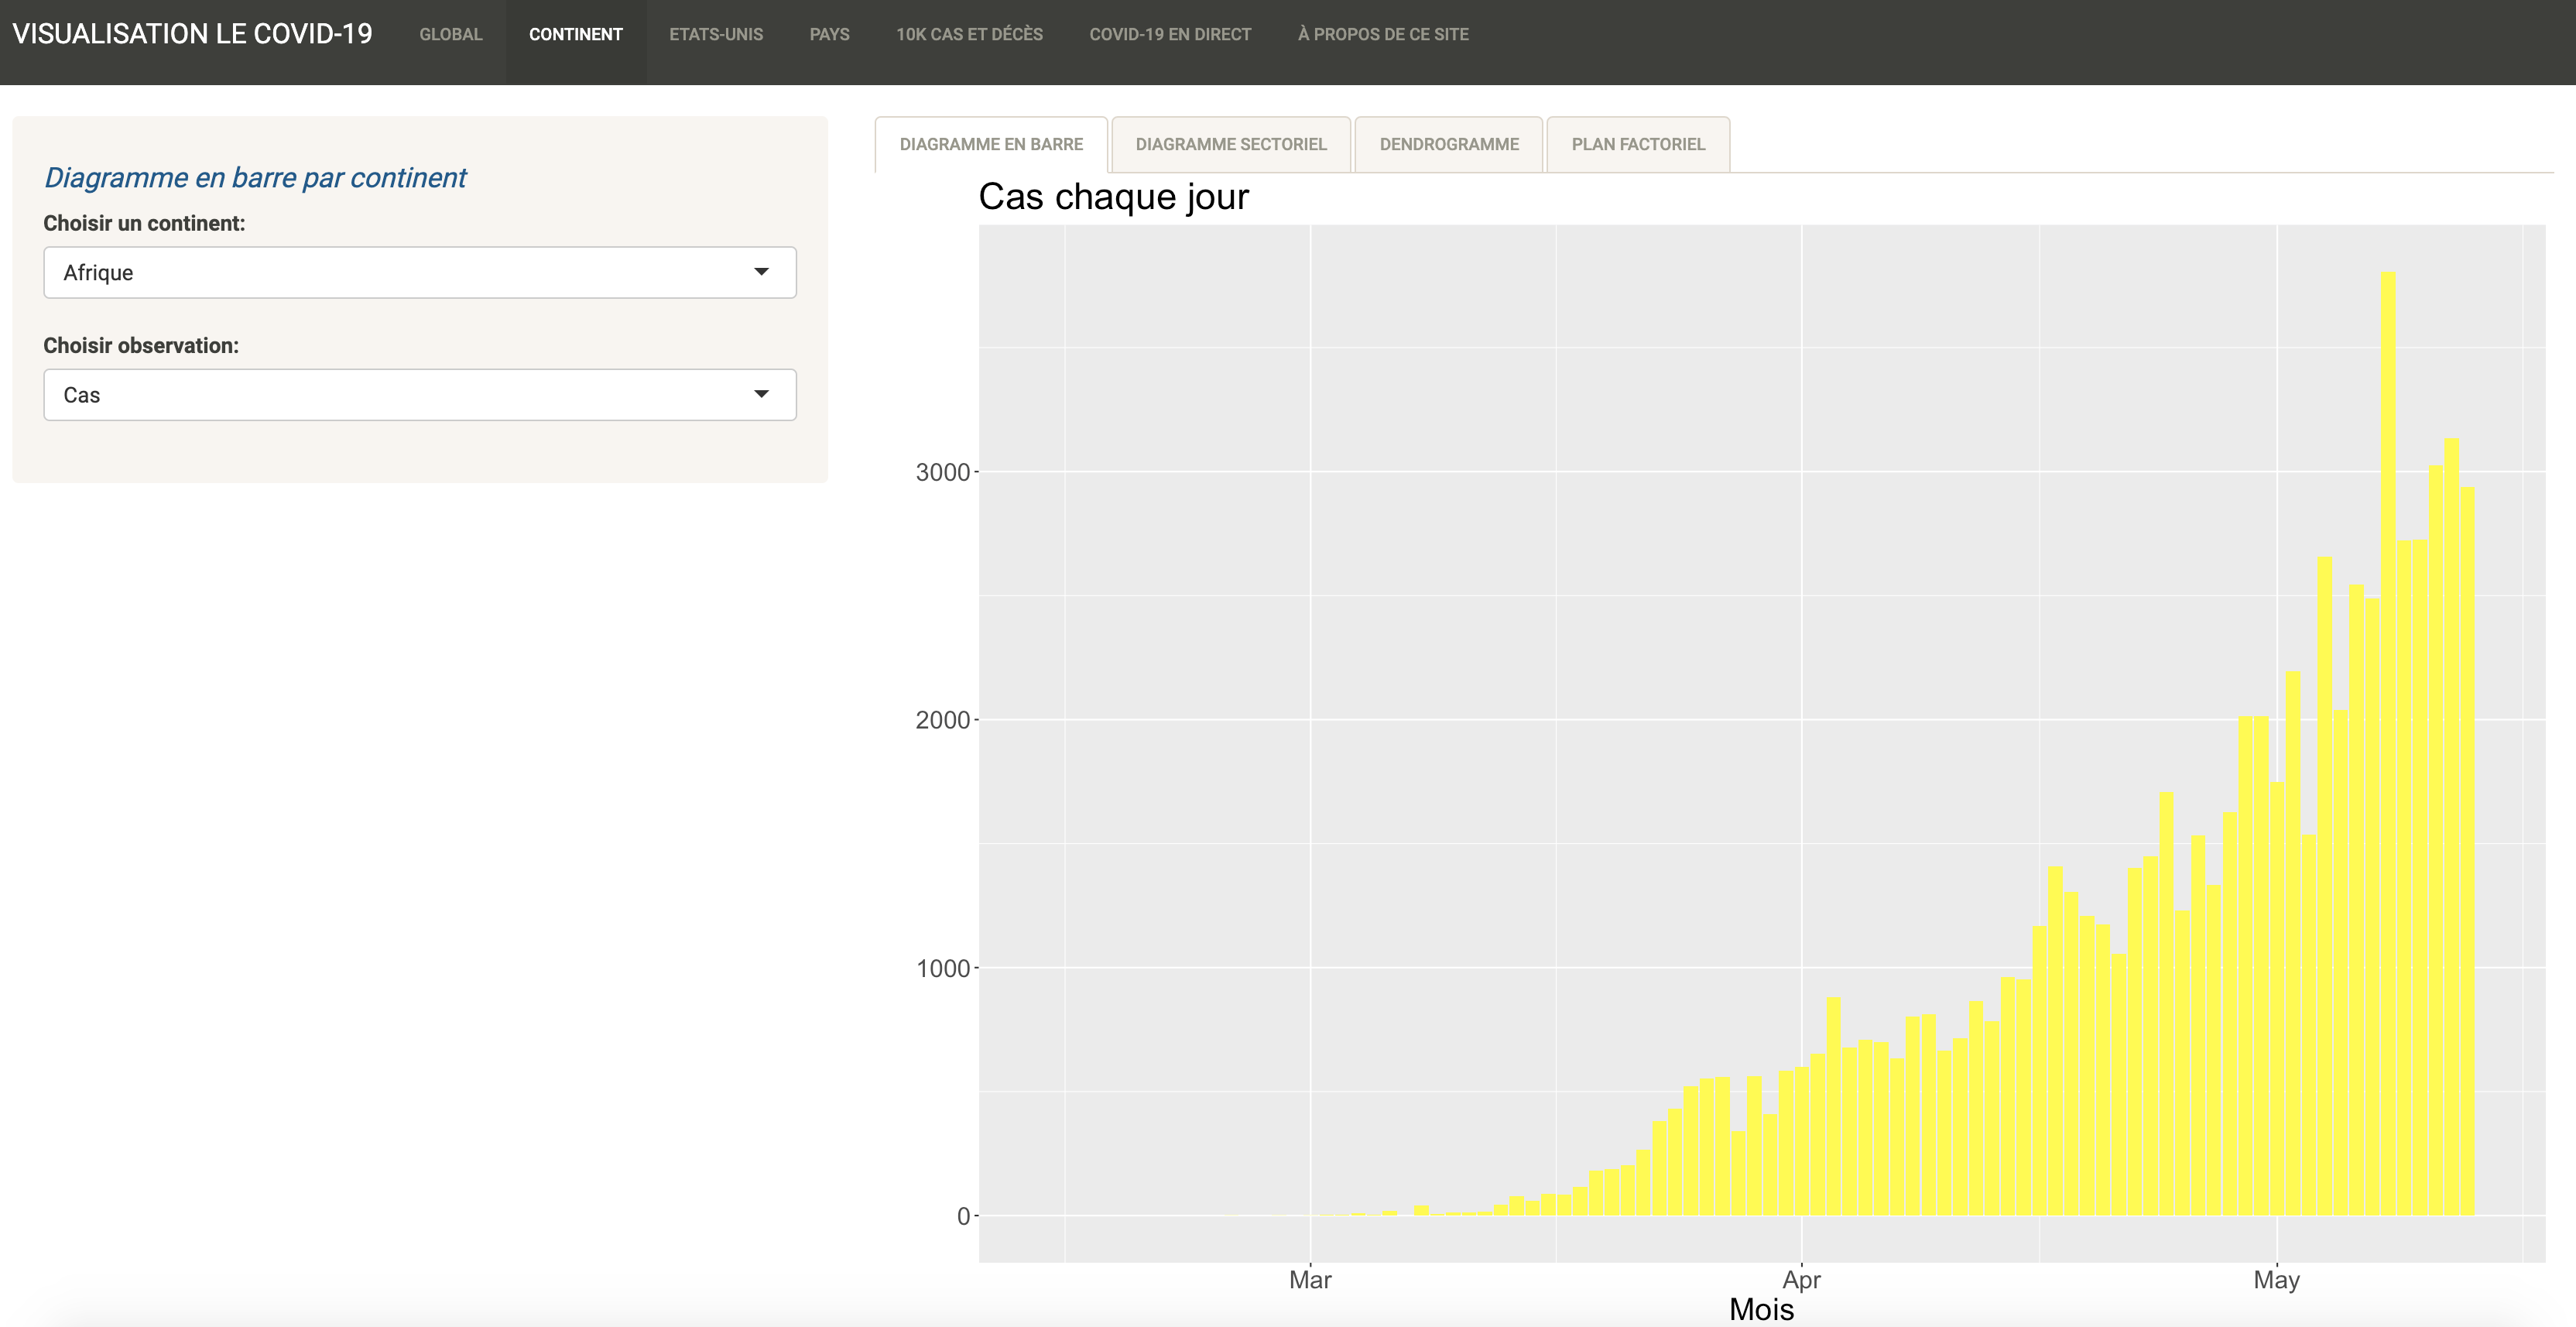 VISUALISATION LE COVID-19 GLOBAL CONTINENT ETATS-UNIS PAYS 10K CAS ET DÉCÈS COVID-19 EN DIRECT À PROPOS DE CE SITE
Diagramme en barre par continent
Choisir un continent:
Afrique
Choisir observation:
Cas
DIAGRAMME EN BARRE DIAGRAMME SECTORIEL DENDROGRAMME PLAN FACTORIEL
Cas chaque jour
3000
2000
1000
0
Mar Apr May
Mois